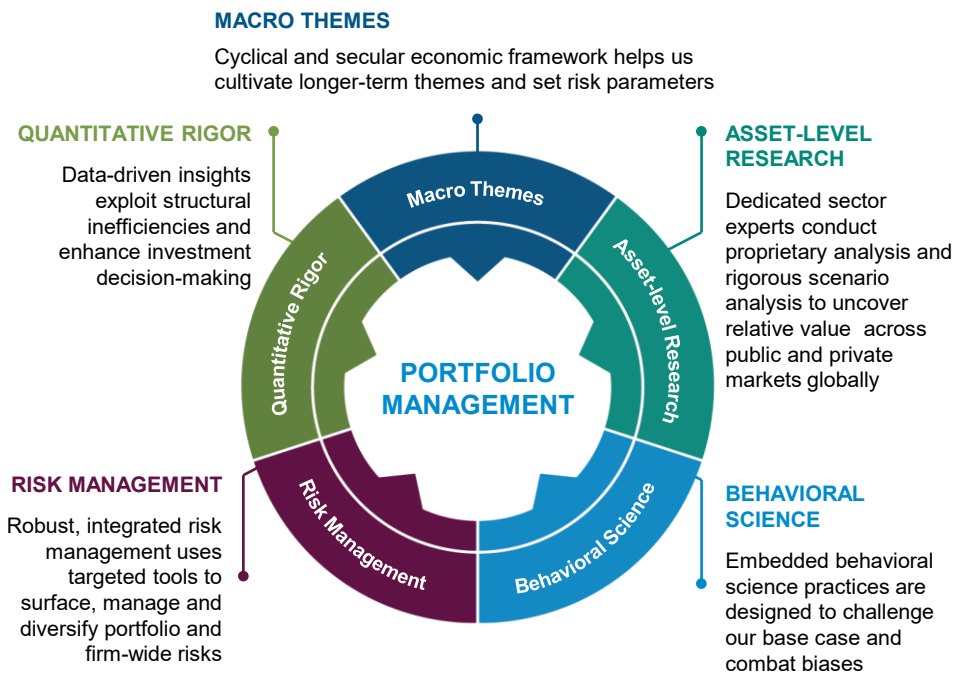 MACRO THEMES
Cyclical and secular economic framework helps us
cultivate longer-term themes and set risk parameters
QUANTITATIVE RIGOR
Data-driven insights
exploit structural
inefficiencies and
enhance investment
decision-making
ASSET-LEVEL
RESEARCH
Dedicated sector
experts conduct
proprietary analysis and
rigorous scenario
analysis to uncover
relative value  across
public and private
markets globally
Macro Themes
Quantitative Rigor
Asset-level Research
PORTFOLIO
MANAGEMENT
Risk Management
Behavioral Science
RISK MANAGEMENT
Robust, integrated risk
management uses
targeted tools to
surface, manage and
diversify portfolio and
firm-wide risks
BEHAVIORAL
SCIENCE
Embedded behavioral
science practices are
designed to challenge
our base case and
combat biases